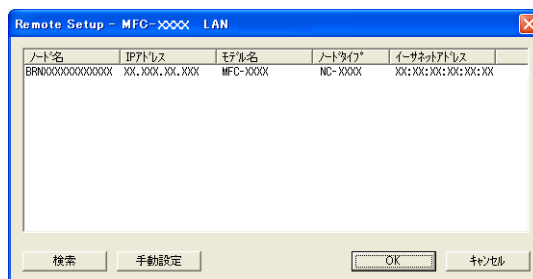 Remote Setup - MFC-XXXX LAN
ノード名 IPアドレス モデル名 ノードタイプ イーサネットアドレス
BRNXXXXXXXXXXXX XX.XXX.XX.XXX MFC-XXXX NC-XXXX XX:XX:XX:XX:XX:XX
検索 手動設定 OK キャンセル